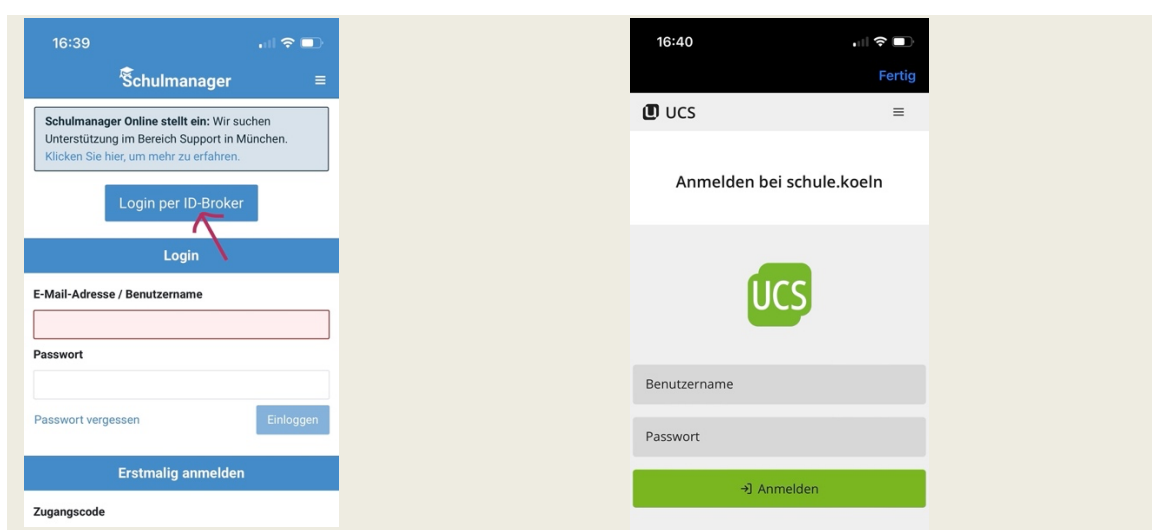 16:39
Schulmanager
Schulmanager Online stellt ein: Wir suchen
Unterstützung im Bereich Support in München.
Klicken Sie hier, um mehr zu erfahren.
Login per ID-Broker
Login
E-Mail-Adresse / Benutzername
Passwort
Passwort vergessen
Einloggen
Erstmalig anmelden
Zugangscode
16:40
Fertig
UCS
Anmelden bei schule.koeln
UCS
Benutzername
Passwort
Anmelden